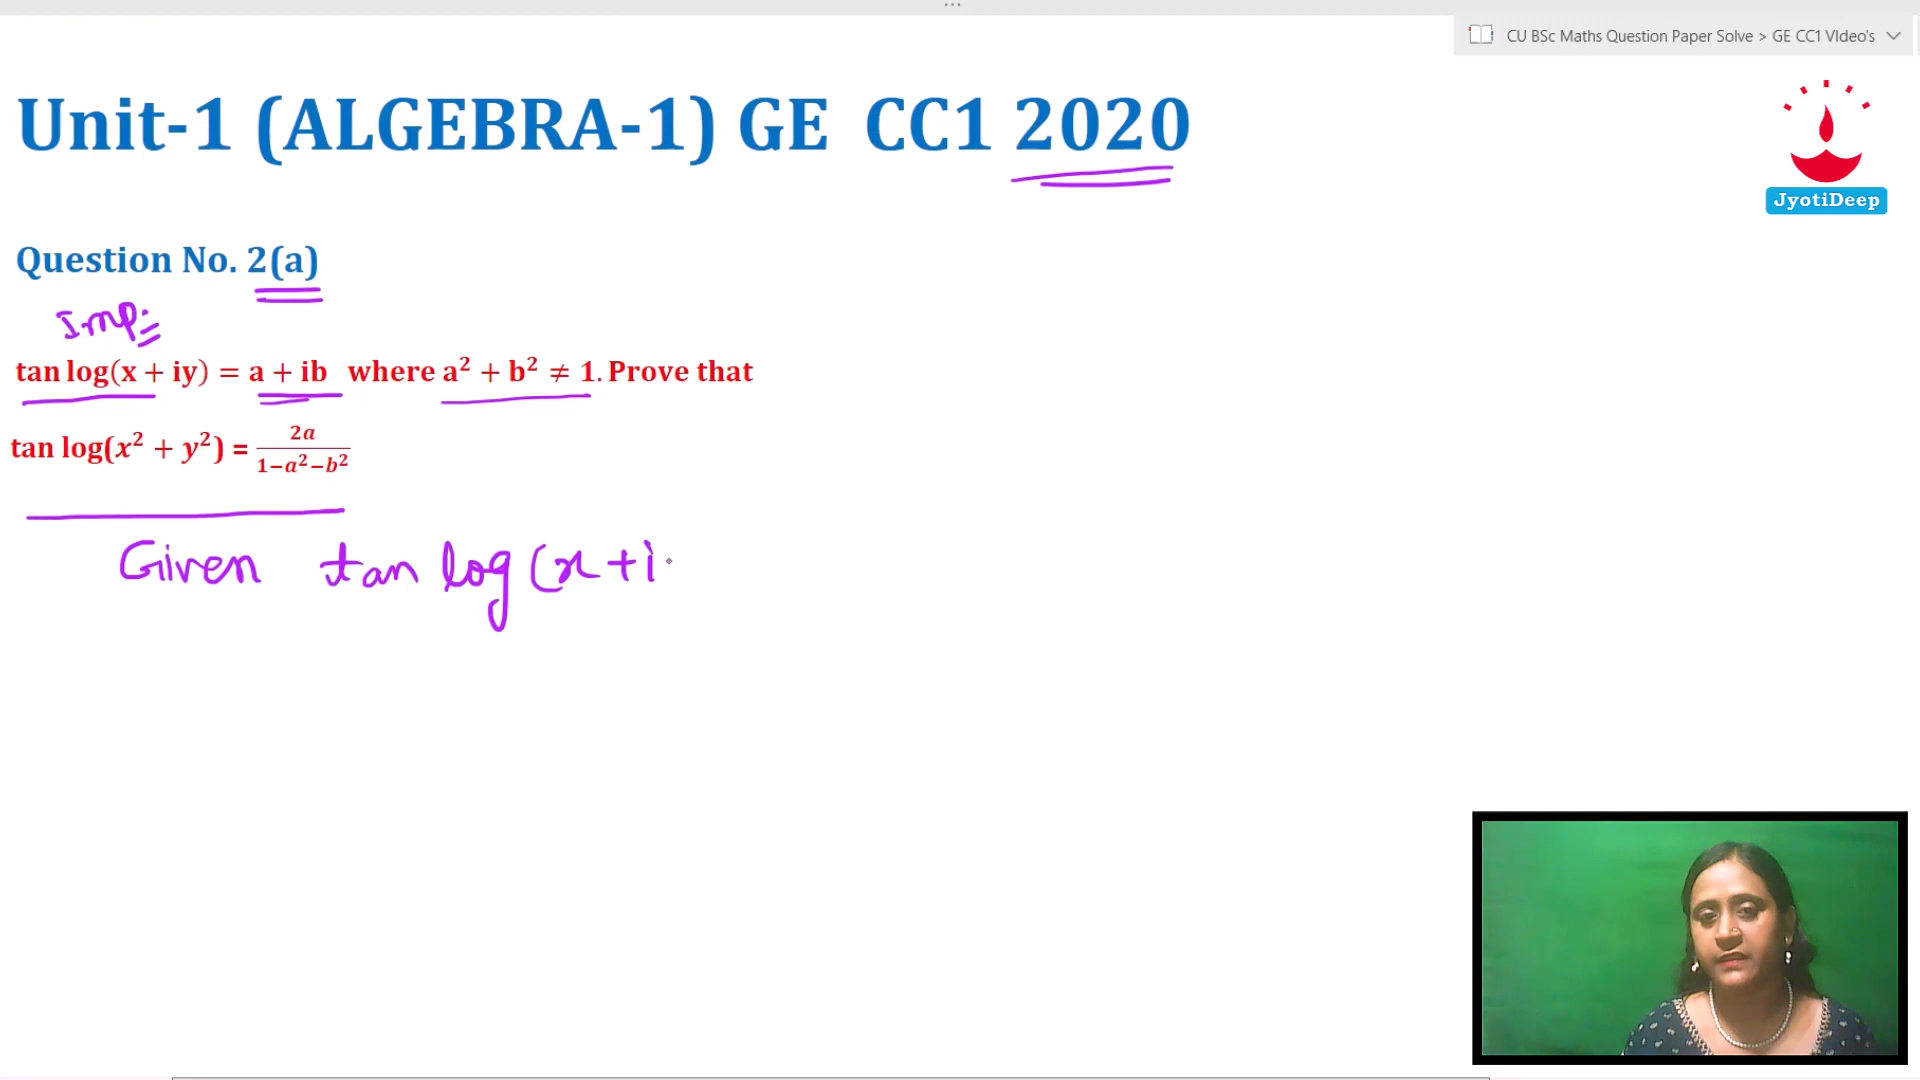 CU BSc Maths Question Paper Solve > GE CC1 VIdeo's
Unit-1 (ALGEBRA-1) GE CC1 2020
JyotiDeep
Question No. 2(a)
Imp:
tan log(x + iy) = a + ib where a² + b² ≠ 1. Prove that
tan log(x² + y²) = 2a / 1−a²−b²
Given tan log (x + i